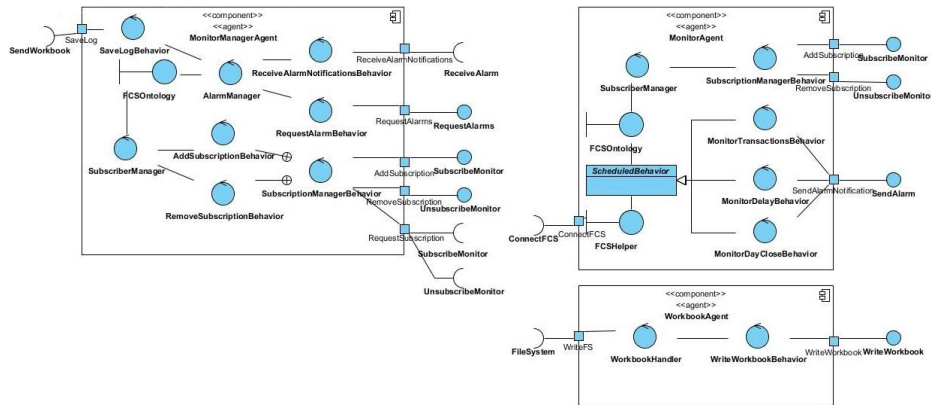 <<component>>
<<agent>>
MonitorManagerAgent
SaveLog
SendWorkbook
SaveLogBehavior
ReceiveAlarmNotificationsBehavior
ReceiveAlarmNotifications
ReceiveAlarm
FCSOntology
AlarmManager
RequestAlarmBehavior
RequestAlarms
RequestAlarms
SubscriberManager
AddSubscriptionBehavior
SubscriptionManagerBehavior
AddSubscription
SubscribeMonitor
RemoveSubscription
UnsubscribeMonitor
RemoveSubscriptionBehavior
RequestSubscription
SubscribeMonitor
UnsubscribeMonitor
<<component>>
<<agent>>
MonitorAgent
SubscriberManager
SubscriptionManagerBehavior
AddSubscription
SubscribeMonitor
RemoveSubscription
UnsubscribeMonitor
FCSOntology
MonitorTransactionsBehavior
ScheduledBehavior
MonitorDelayBehavior
SendAlarmNotification
SendAlarm
ConnectFCS
ConnectFCS
FCSHelper
MonitorDayCloseBehavior
<<component>>
<<agent>>
WorkbookAgent
FileSystem
WriteFS
WorkbookHandler
WriteWorkbookBehavior
WriteWorkbook
WriteWorkbook